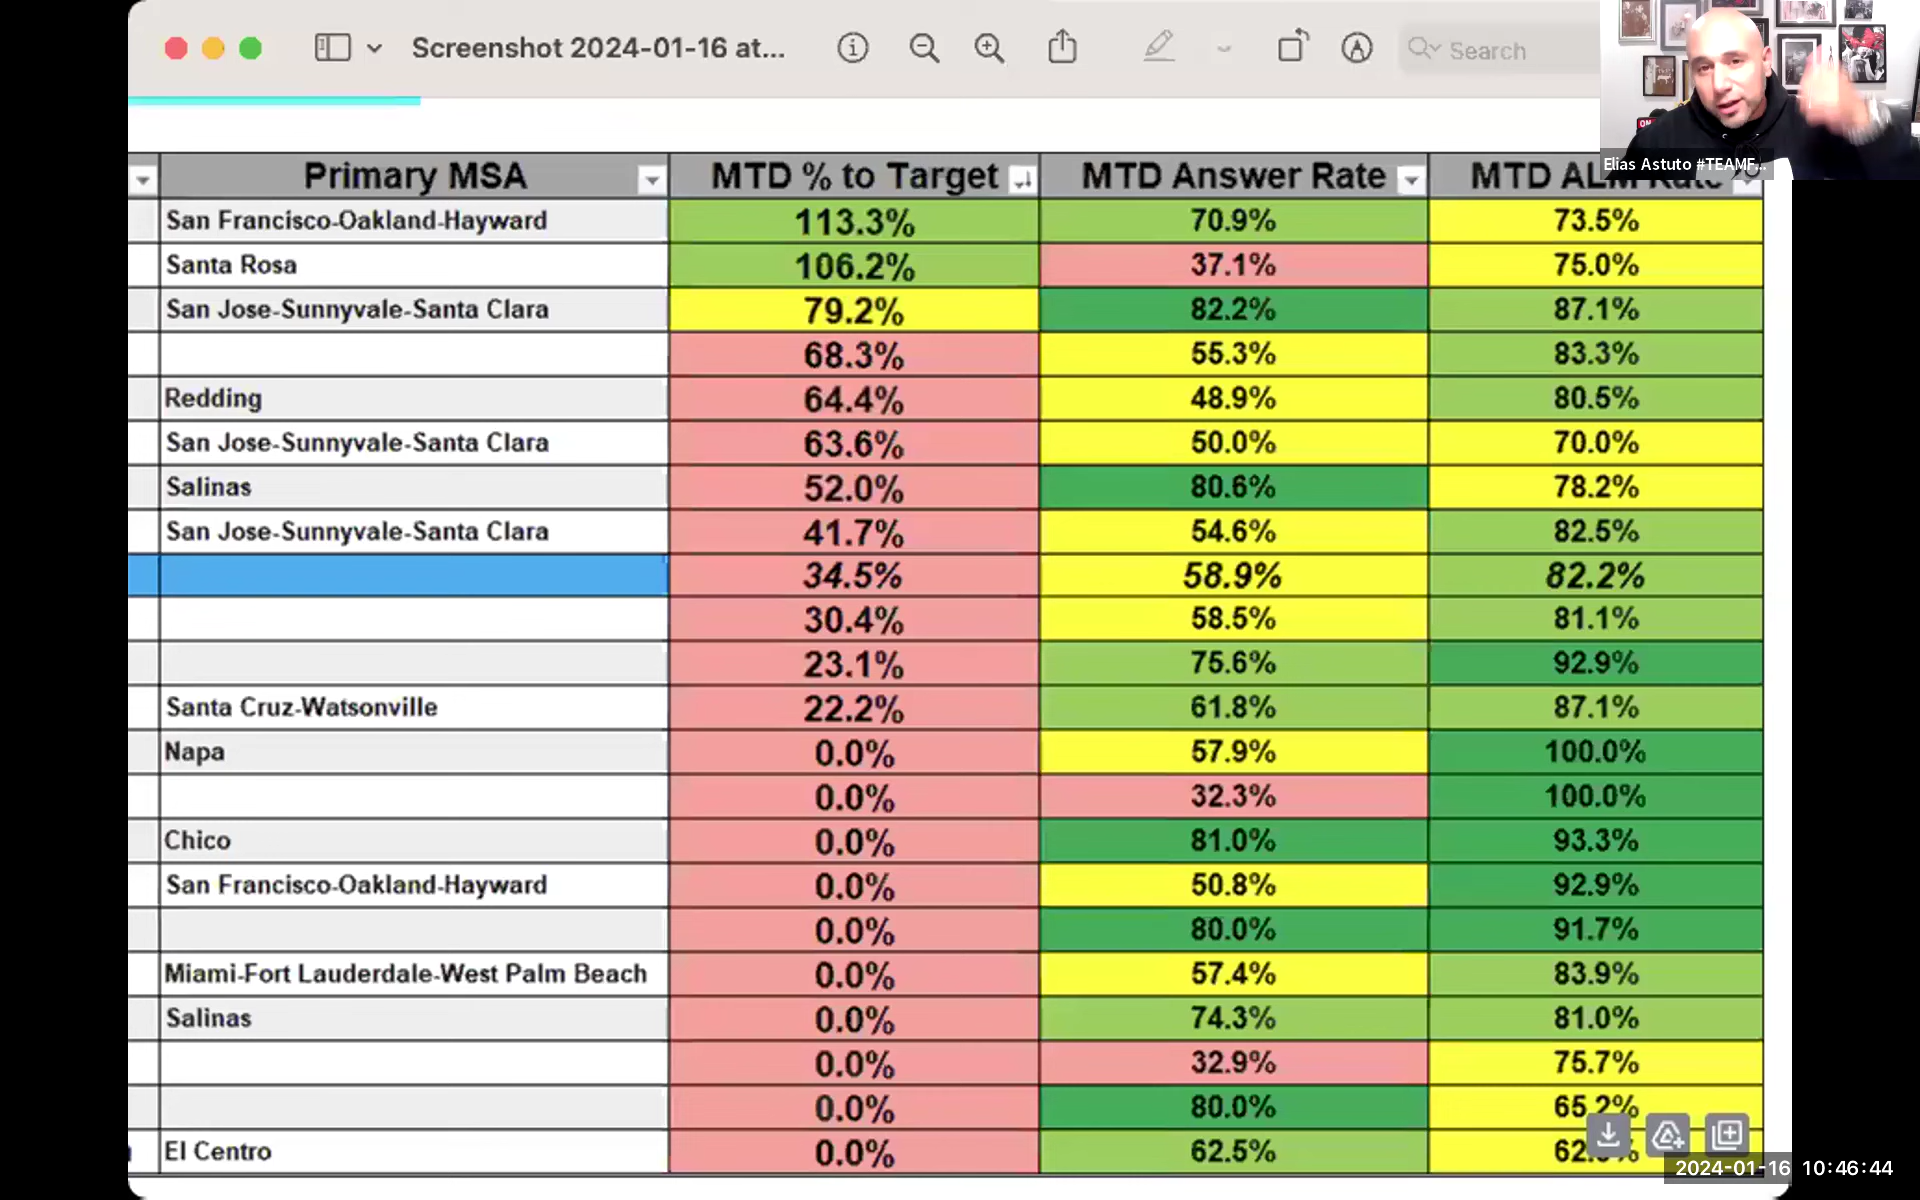 Screenshot 2024-01-16 at...
Search
Elias Astuto #TEAMF...
Primary MSA MTD % to Target MTD Answer Rate MTD ALM Rate
San Francisco-Oakland-Hayward 113.3% 70.9% 73.5%
Santa Rosa 106.2% 37.1% 75.0%
San Jose-Sunnyvale-Santa Clara 79.2% 82.2% 87.1%
68.3% 55.3% 83.3%
Redding 64.4% 48.9% 80.5%
San Jose-Sunnyvale-Santa Clara 63.6% 50.0% 70.0%
Salinas 52.0% 80.6% 78.2%
San Jose-Sunnyvale-Santa Clara 41.7% 54.6% 82.5%
34.5% 58.9% 82.2%
30.4% 58.5% 81.1%
23.1% 75.6% 92.9%
Santa Cruz-Watsonville 22.2% 61.8% 87.1%
Napa 0.0% 57.9% 100.0%
0.0% 32.3% 100.0%
Chico 0.0% 81.0% 93.3%
San Francisco-Oakland-Hayward 0.0% 50.8% 92.9%
0.0% 80.0% 91.7%
Miami-Fort Lauderdale-West Palm Beach 0.0% 57.4% 83.9%
Salinas 0.0% 74.3% 81.0%
0.0% 32.9% 75.7%
0.0% 80.0% 65.2%
El Centro 0.0% 62.5%
2024-01-16 10:46:44